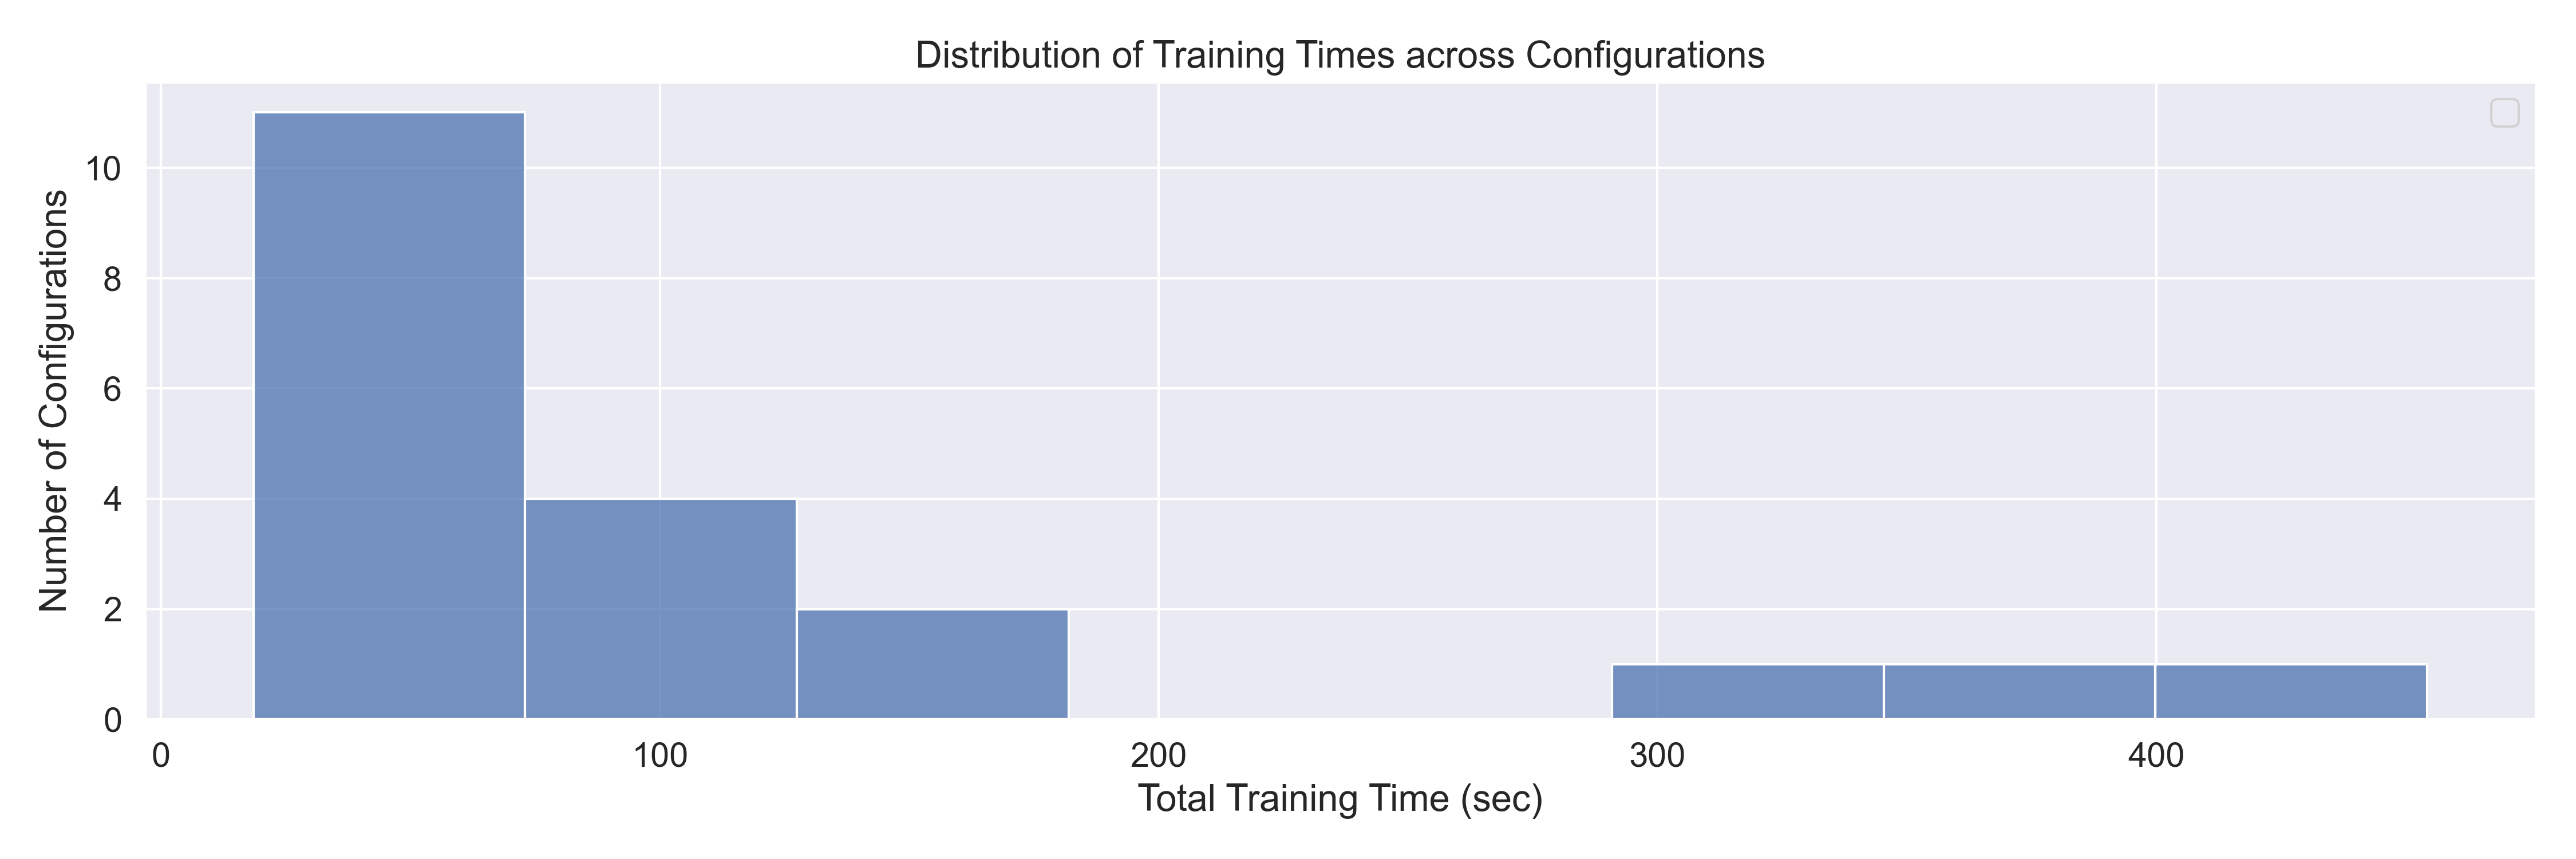 Distribution of Training Times across Configurations
Number of Configurations
10
8
6
4
2
0
0 100 200 300 400
Total Training Time (sec)